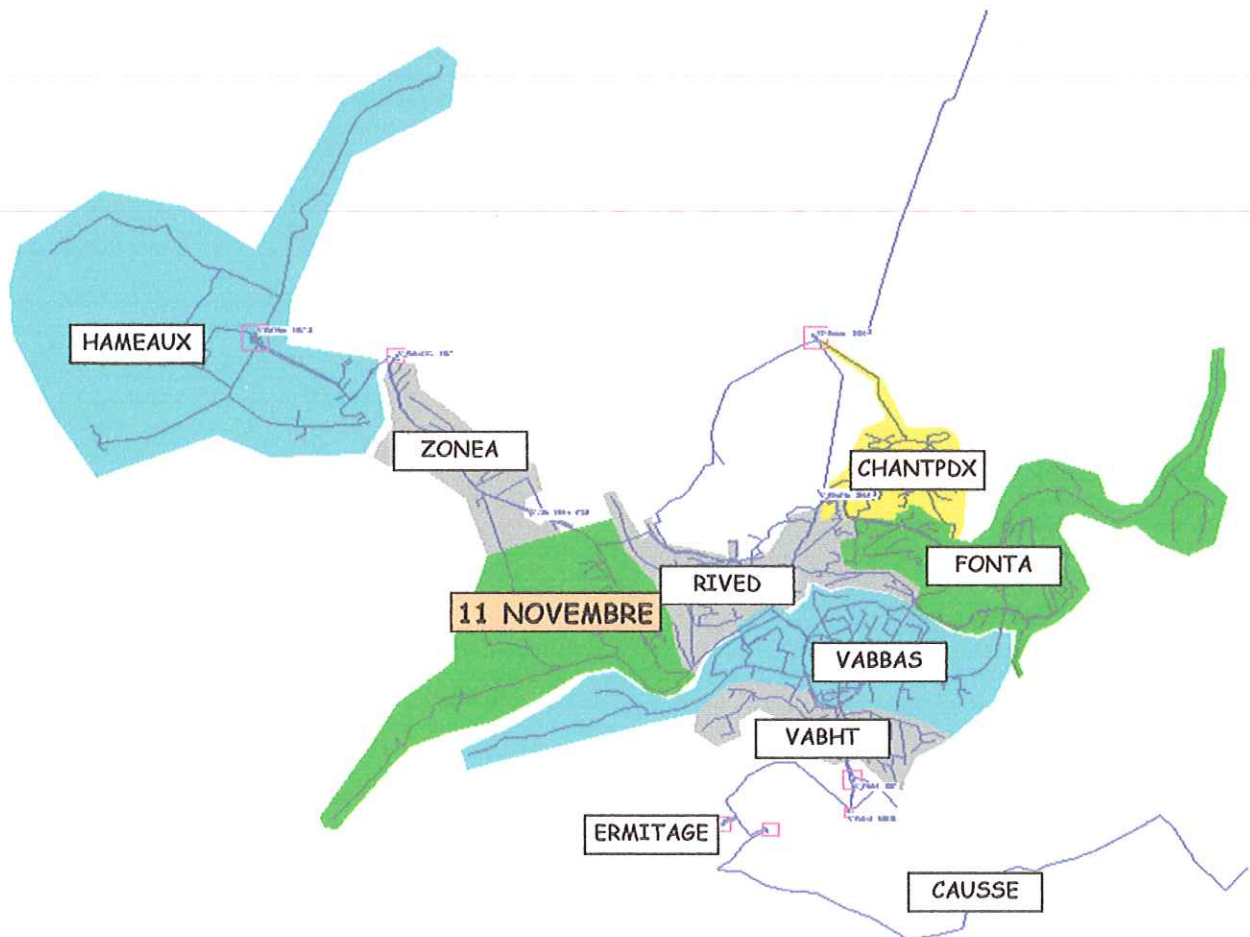 HAMEAUX
ZONEA
CHANTPDX
FONTA
RIVED
11 NOVEMBRE
VABBAS
VABHT
ERMITAGE
CAUSSE